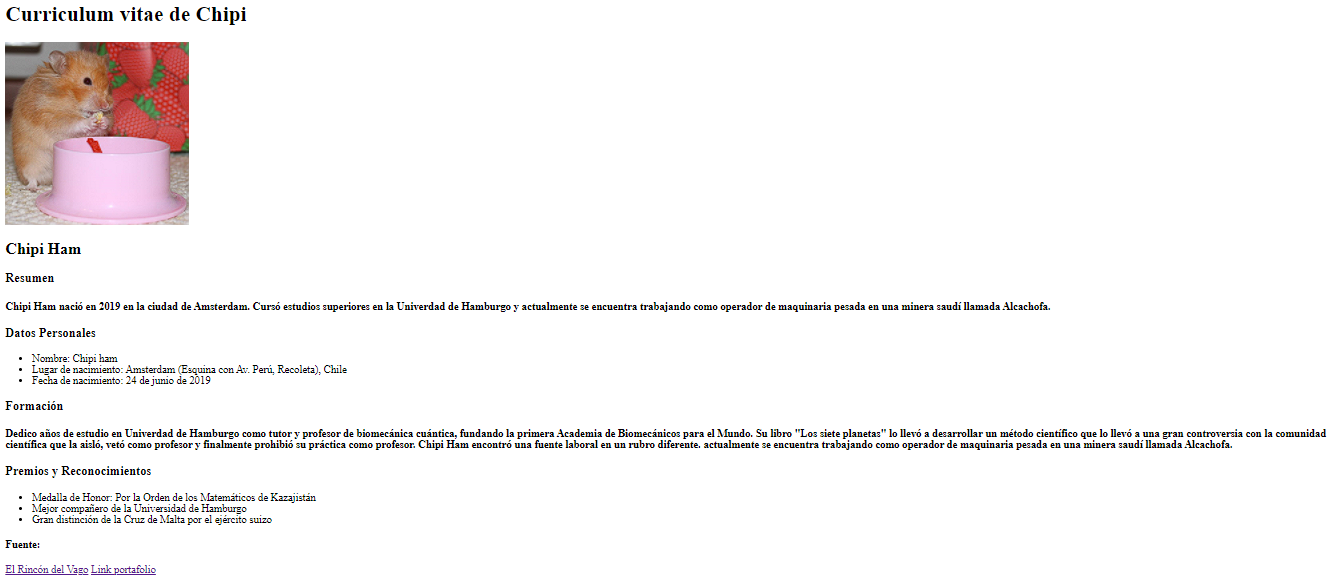 Curriculum vitae de Chipi
Chipi Ham
Resumen
Chipi Ham nació en 2019 en la ciudad de Amsterdam. Cursó estudios superiores en la Univerdad de Hamburgo y actualmente se encuentra trabajando como operador de maquinaria pesada en una minera saudí llamada Alcachofa.
Datos Personales
• Nombre: Chipi ham
• Lugar de nacimiento: Amsterdam (Esquina con Av. Perú, Recoleta), Chile
• Fecha de nacimiento: 24 de junio de 2019
Formación
Dedico años de estudio en Univerdad de Hamburgo como tutor y profesor de biomecánica cuántica, fundando la primera Academia de Biomecánicos para el Mundo. Su libro "Los siete planetas" lo llevó a desarrollar un método científico que lo llevó a una gran controversia con la comunidad
científica que la aisló, vetó como profesor y finalmente prohibió su práctica como profesor. Chipi Ham encontró una fuente laboral en un rubro diferente. actualmente se encuentra trabajando como operador de maquinaria pesada en una minera saudí llamada Alcachofa.
Premios y Reconocimientos
• Medalla de Honor: Por la Orden de los Matemáticos de Kazajistán
• Mejor compañero de la Universidad de Hamburgo
• Gran distinción de la Cruz de Malta por el ejército suizo
Fuente:
El Rincón del Vago Link portafolio